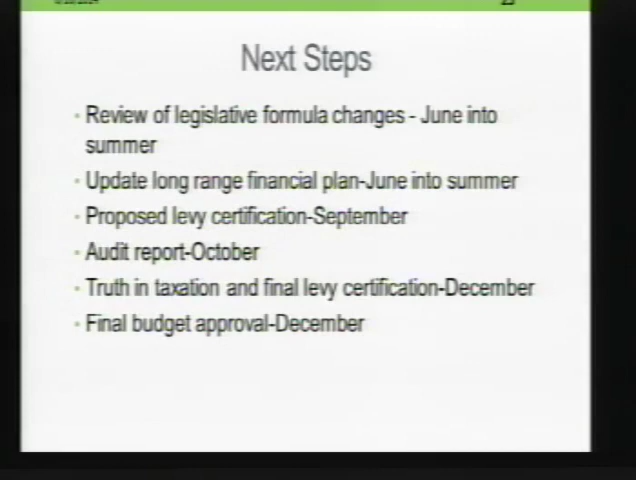 Next Steps
Review of legislative formula changes - June into
summer
Update long range financial plan-June into summer
Proposed levy certification-September
Audit report-October
Truth in taxation and final levy certification-December
Final budget approval-December